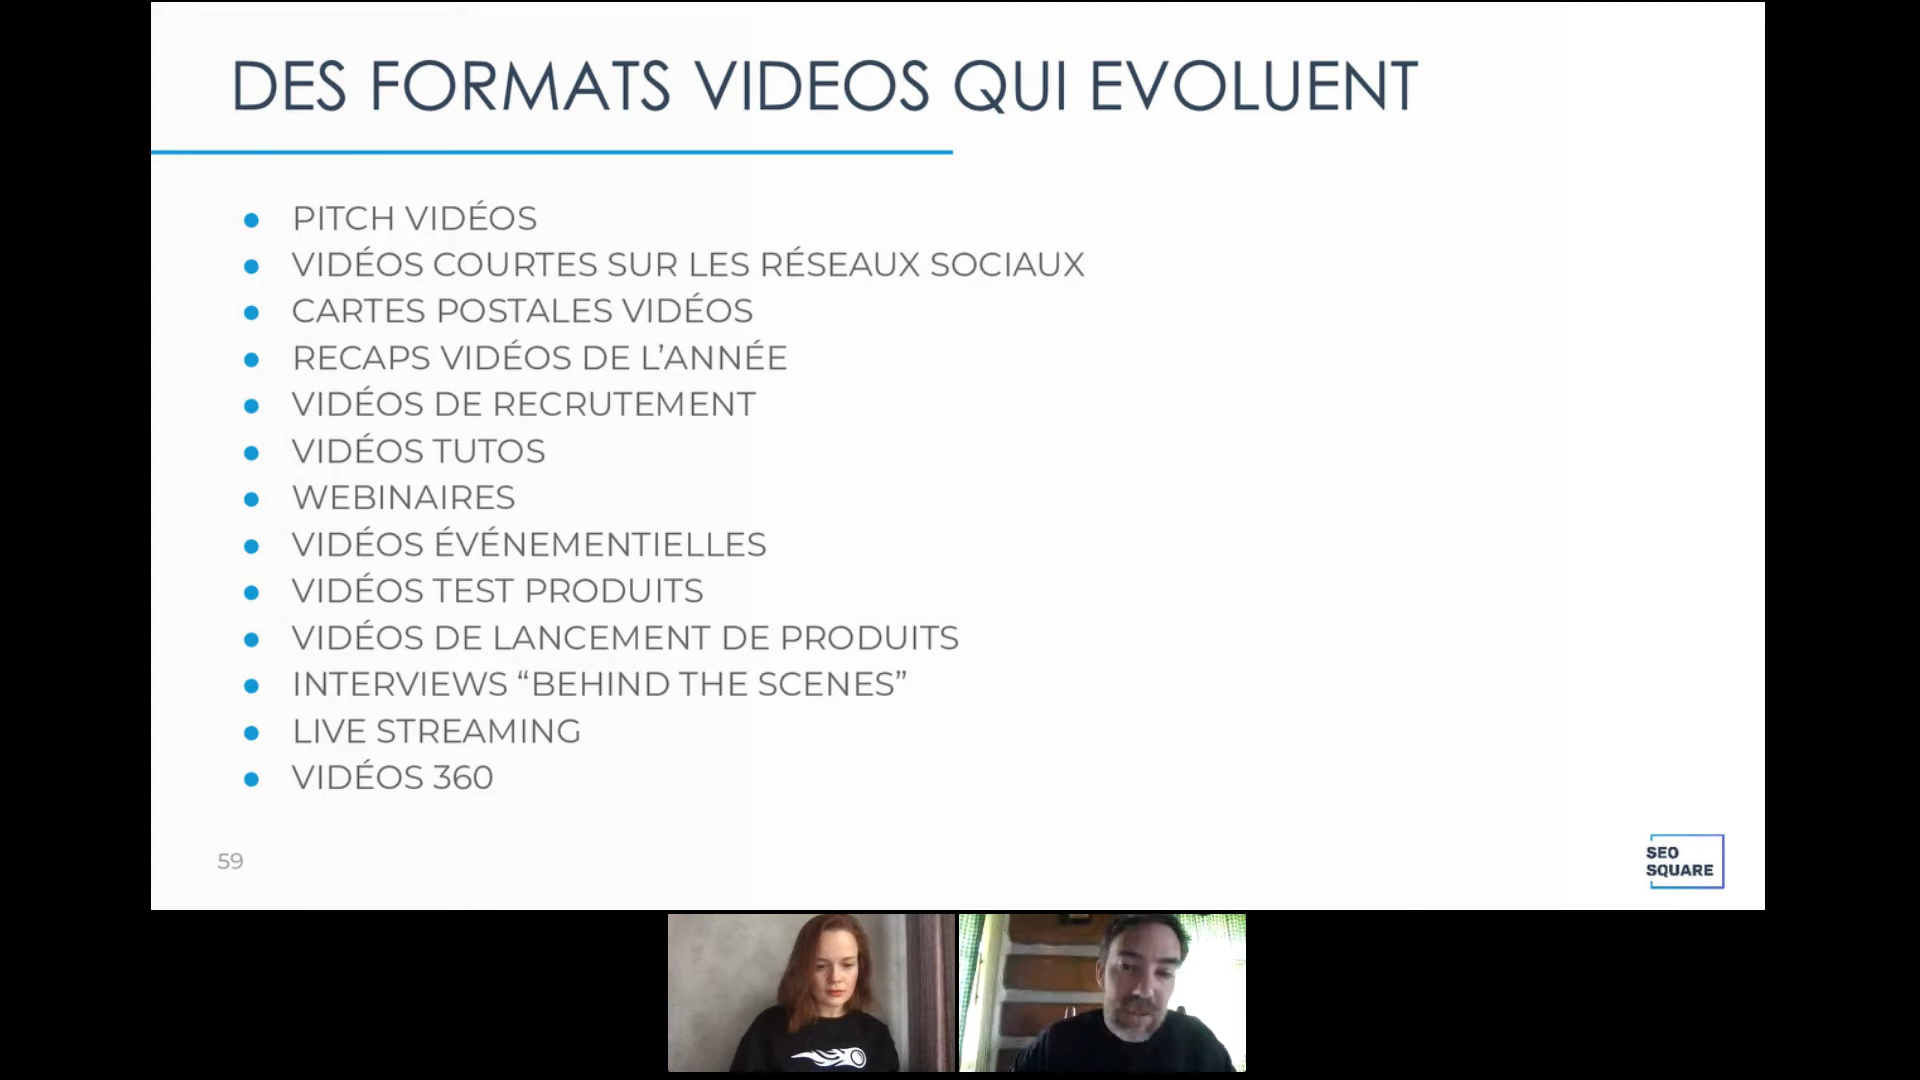 DES FORMATS VIDEOS QUI EVOLUENT
● PITCH VIDÉOS
● VIDÉOS COURTES SUR LES RÉSEAUX SOCIAUX
● CARTES POSTALES VIDÉOS
● RECAPS VIDÉOS DE L’ANNÉE
● VIDÉOS DE RECRUTEMENT
● VIDÉOS TUTOS
● WEBINAIRES
● VIDÉOS ÉVÉNEMENTIELLES
● VIDÉOS TEST PRODUITS
● VIDÉOS DE LANCEMENT DE PRODUITS
● INTERVIEWS “BEHIND THE SCENES”
● LIVE STREAMING
● VIDÉOS 360
59
SEO
SQUARE